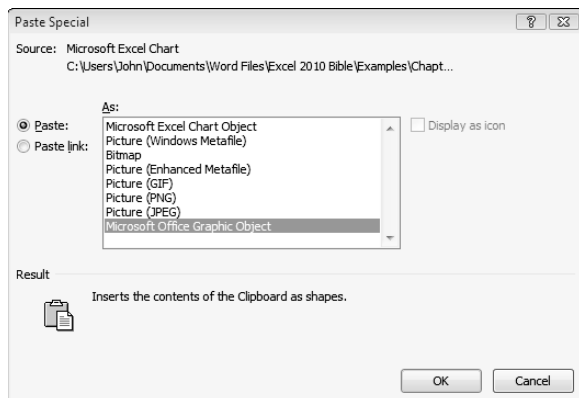 Paste Special
Source: Microsoft Excel Chart
C:\Users\John\Documents\Word Files\Excel 2010 Bible\Examples\Chapt...
As:
Paste:
Paste link:
Microsoft Excel Chart Object
Picture (Windows Metafile)
Bitmap
Picture (Enhanced Metafile)
Picture (GIF)
Picture (PNG)
Picture (JPEG)
Microsoft Office Graphic Object
Display as icon
Result
Inserts the contents of the Clipboard as shapes.
OK Cancel